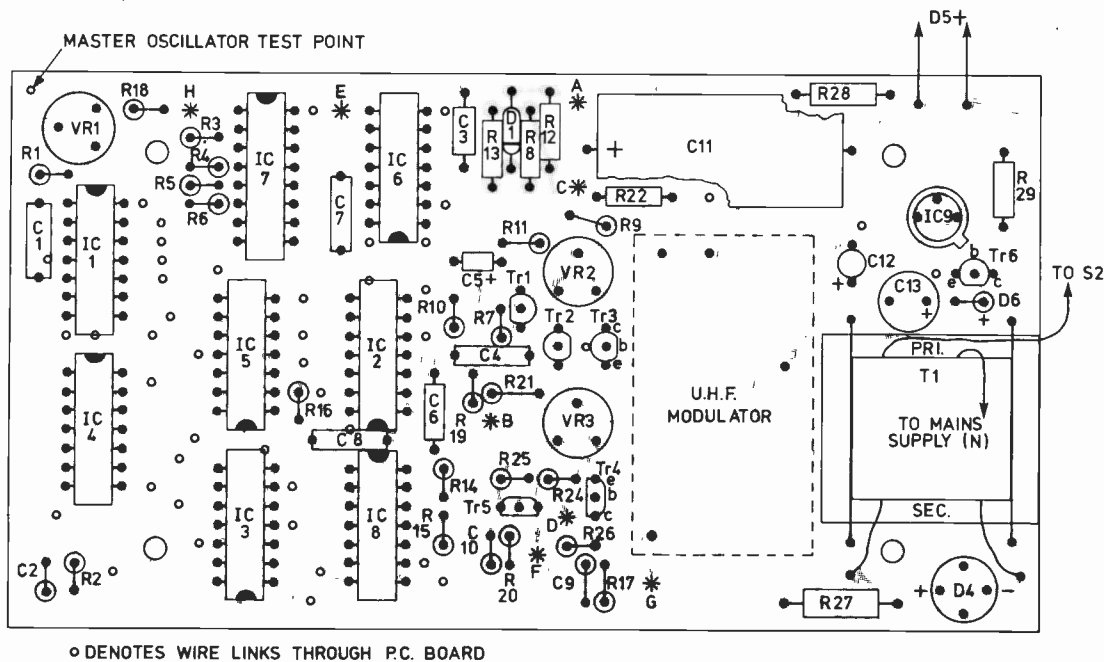 D5+
MASTER OSCILLATOR TEST POINT
R18
H
E
A
R28
VR1
R3
C 3
R 13
D 1
R 8
R 12
R1
R4
IC 7
IC 6
C11
+
R5
C
R22
R 29
C 1
IC 1
R6
C 7
R9
IC9
R11
VR2
C12
+
b
Tr6
e
c
C5+
Tr1
C13
+
D6
+
TO S2
R10
R7
Tr2
Tr3
c
b
e
IC 5
IC 2
C4
PRI.
T1
IC 4
R16
C 6
R 19
R21
B
VR3
U.H.F. MODULATOR
TO MAINS SUPPLY (N)
C 8
R14
R25
R24
Tr4
e
b
c
IC 3
IC 8
R 15
Tr5
D
SEC.
C 10
R 20
F
R26
C2
R2
C9
R17
G
R27
+
D4
-
o DENOTES WIRE LINKS THROUGH P.C. BOARD